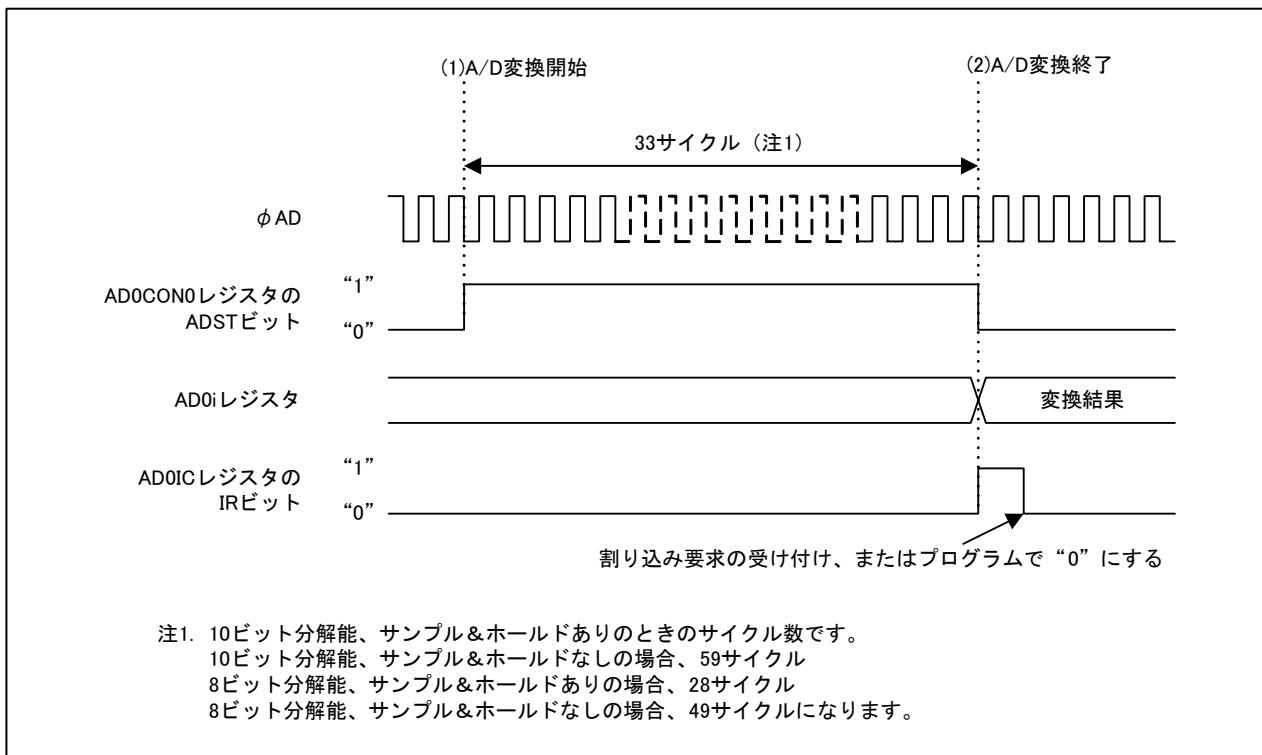 (1)A/D変換開始
(2)A/D変換終了
33サイクル（注1）
φAD
AD0CON0レジスタの
ADSTビット
“1”
“0”
AD0iレジスタ
変換結果
AD0ICレジスタの
IRビット
“1”
“0”
割り込み要求の受け付け、またはプログラムで“0”にする
注1. 10ビット分解能、サンプル＆ホールドありのときのサイクル数です。
10ビット分解能、サンプル＆ホールドなしの場合、59サイクル
8ビット分解能、サンプル＆ホールドありの場合、28サイクル
8ビット分解能、サンプル＆ホールドなしの場合、49サイクルになります。